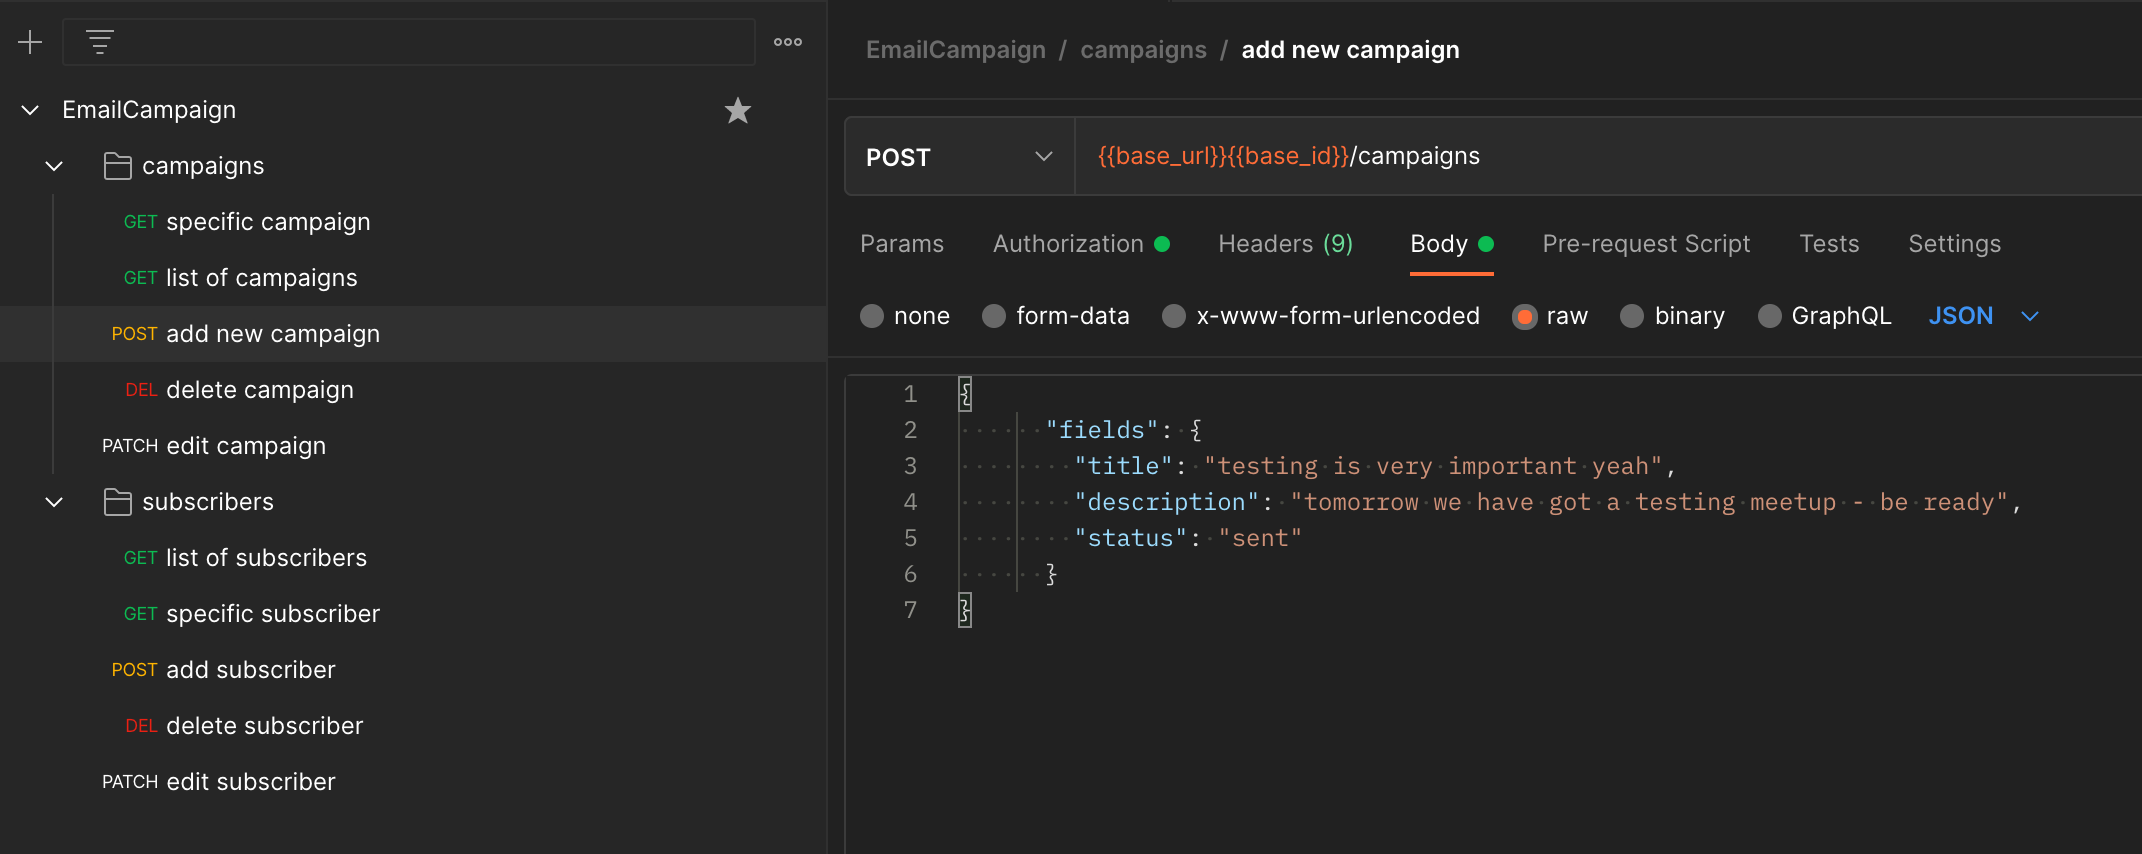 EmailCampaign
campaigns
GET specific campaign
GET list of campaigns
POST add new campaign
DEL delete campaign
PATCH edit campaign
subscribers
GET list of subscribers
GET specific subscriber
POST add subscriber
DEL delete subscriber
PATCH edit subscriber
EmailCampaign / campaigns / add new campaign
POST {{base_url}}{{base_id}}/campaigns
Params Authorization Headers (9) Body Pre-request Script Tests Settings
none form-data x-www-form-urlencoded raw binary GraphQL JSON
1 {
2 "fields": {
3 "title": "testing is very important yeah",
4 "description": "tomorrow we have got a testing meetup - be ready",
5 "status": "sent"
6 }
7 }